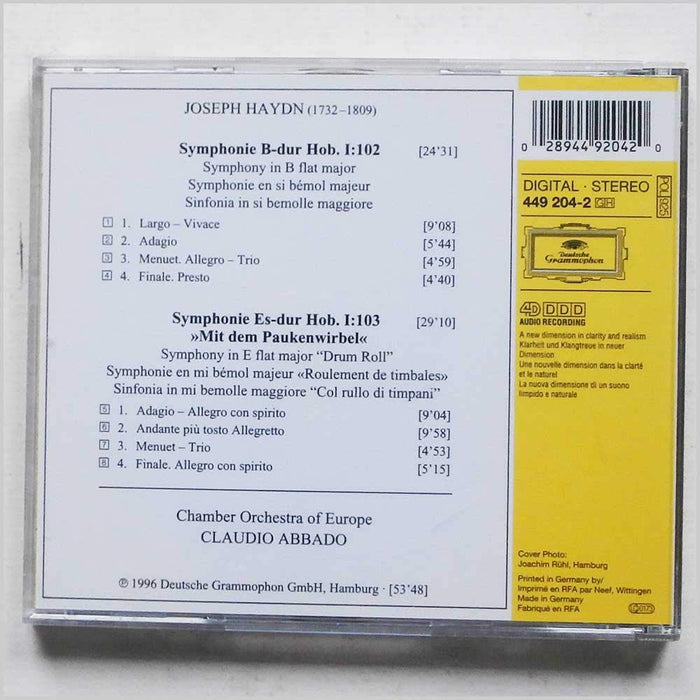 JOSEPH HAYDN (1732–1809)
Symphonie B-dur Hob. I:102 [24'31]
Symphony in B flat major
Symphonie en si bémol majeur
Sinfonia in si bemolle maggiore
1 1. Largo – Vivace [9'08]
2 2. Adagio [5'44]
3 3. Menuet. Allegro – Trio [4'59]
4 4. Finale. Presto [4'40]
Symphonie Es-dur Hob. I:103 [29'10]
»Mit dem Paukenwirbel«
Symphony in E flat major “Drum Roll”
Symphonie en mi bémol majeur «Roulement de timbales»
Sinfonia in mi bemolle maggiore “Col rullo di timpani”
5 1. Adagio – Allegro con spirito [9'04]
6 2. Andante più tosto Allegretto [9'58]
7 3. Menuet – Trio [4'53]
8 4. Finale. Allegro con spirito [5'15]
Chamber Orchestra of Europe
CLAUDIO ABBADO
℗ 1996 Deutsche Grammophon GmbH, Hamburg · [53'48]
0 28944 92042 0
DIGITAL · STEREO
449 204-2 GH
POL 925
Deutsche
Grammophon
4D DDD
AUDIO RECORDING
A new dimension in clarity and realism
Klarheit und Klangtreue in neuer
Dimension
Une nouvelle dimension dans la clarté
et le naturel
La nuova dimensione di un suono
limpido e naturale
Cover Photo:
Joachim Rühl, Hamburg
Printed in Germany by/
Imprimé en RFA par Neef, Wittingen
Made in Germany
Fabriqué en RFA